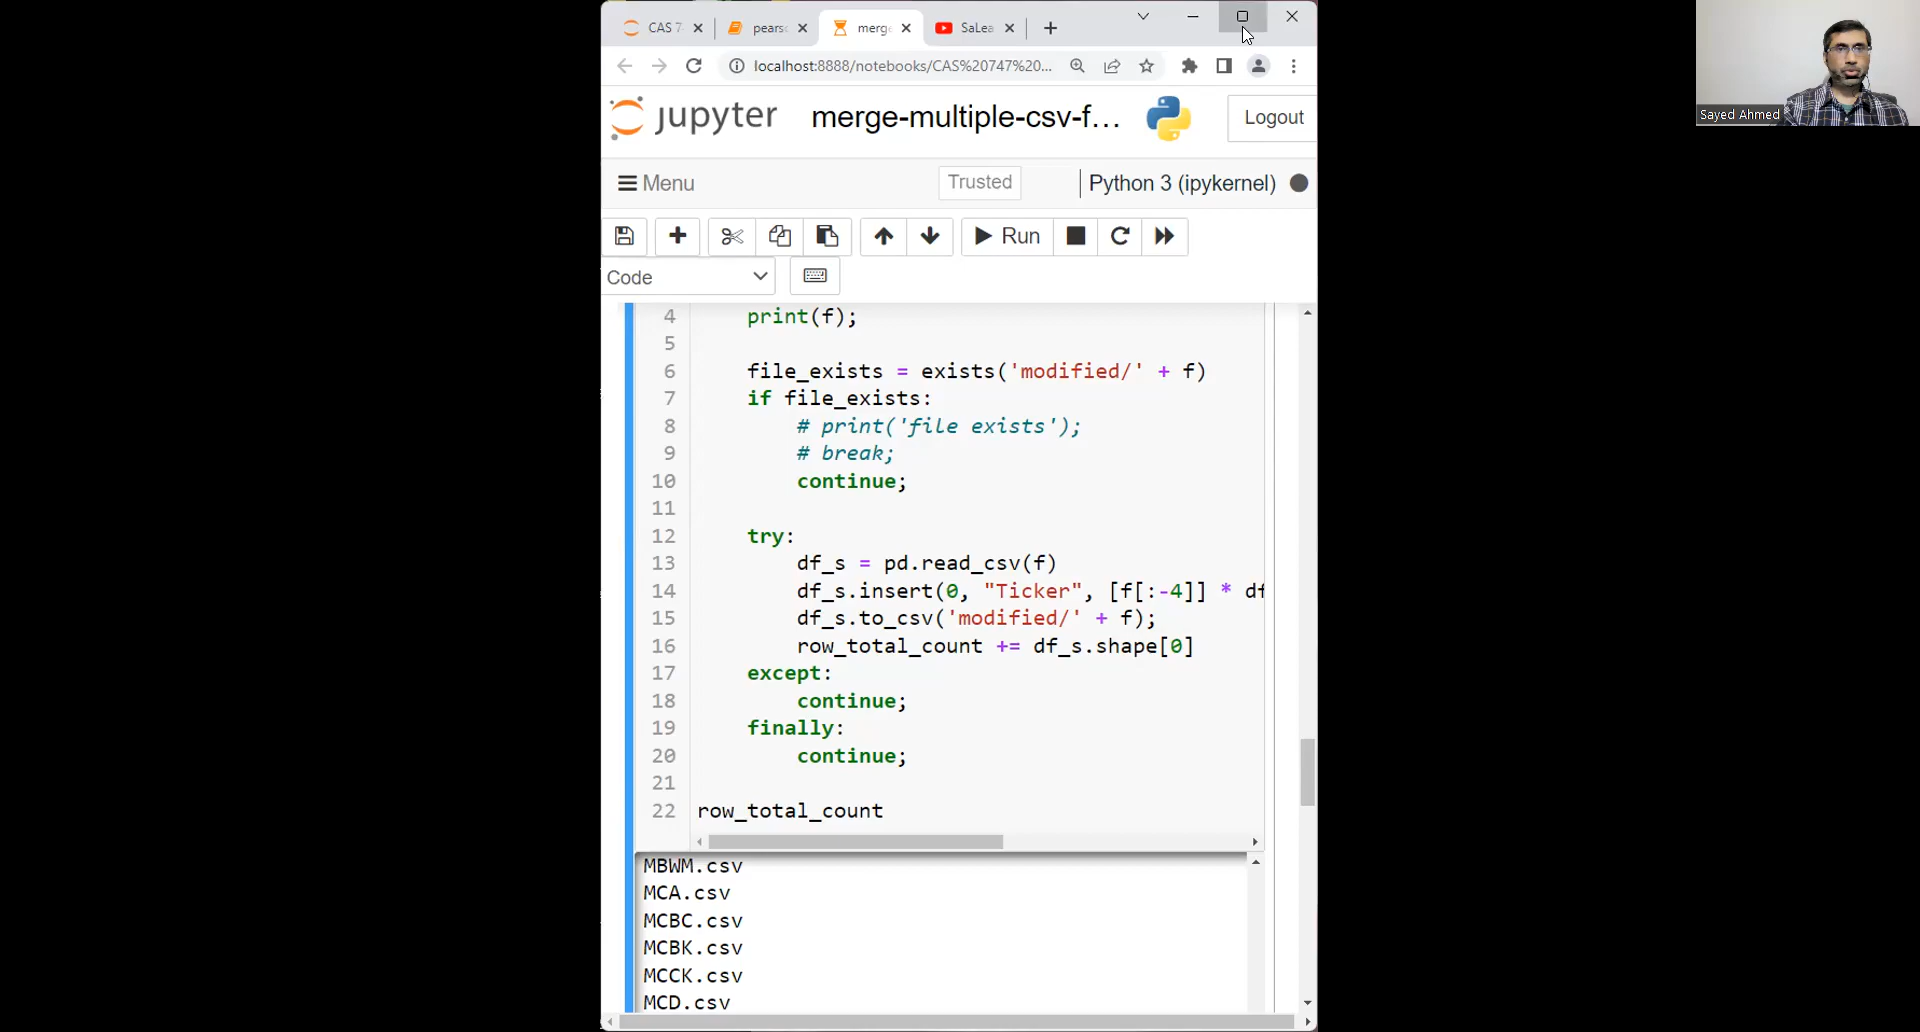 CAS 7
pears
merge
SaLea
localhost:8888/notebooks/CAS%20747%20...
jupyter
merge-multiple-csv-f...
Logout
Menu
Trusted
Python 3 (ipykernel)
Run
Code
4 print(f);
5
6 file_exists = exists('modified/' + f)
7 if file_exists:
8 # print('file exists');
9 # break;
10 continue;
11
12 try:
13 df_s = pd.read_csv(f)
14 df_s.insert(0, "Ticker", [f[:-4]] * df
15 df_s.to_csv('modified/' + f);
16 row_total_count += df_s.shape[0]
17 except:
18 continue;
19 finally:
20 continue;
21
22 row_total_count
MBWM.csv
MCA.csv
MCBC.csv
MCBK.csv
MCCK.csv
MCD.csv
Sayed Ahmed